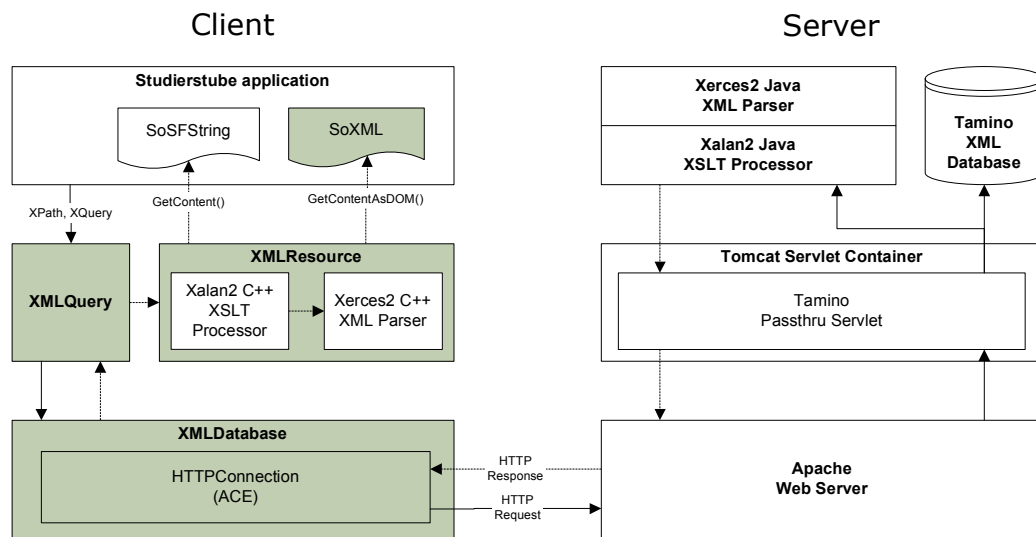 Client
Server
Studierstube application
SoSFString
SoXML
GetContent()
GetContentAsDOM()
XPath, XQuery
XMLQuery
XMLResource
Xalan2 C++
XSLT
Processor
Xerces2 C++
XML Parser
XMLDatabase
HTTPConnection
(ACE)
HTTP
Response
HTTP
Request
Xerces2 Java
XML Parser
Xalan2 Java
XSLT Processor
Tamino
XML
Database
Tomcat Servlet Container
Tamino
Passthru Servlet
Apache
Web Server